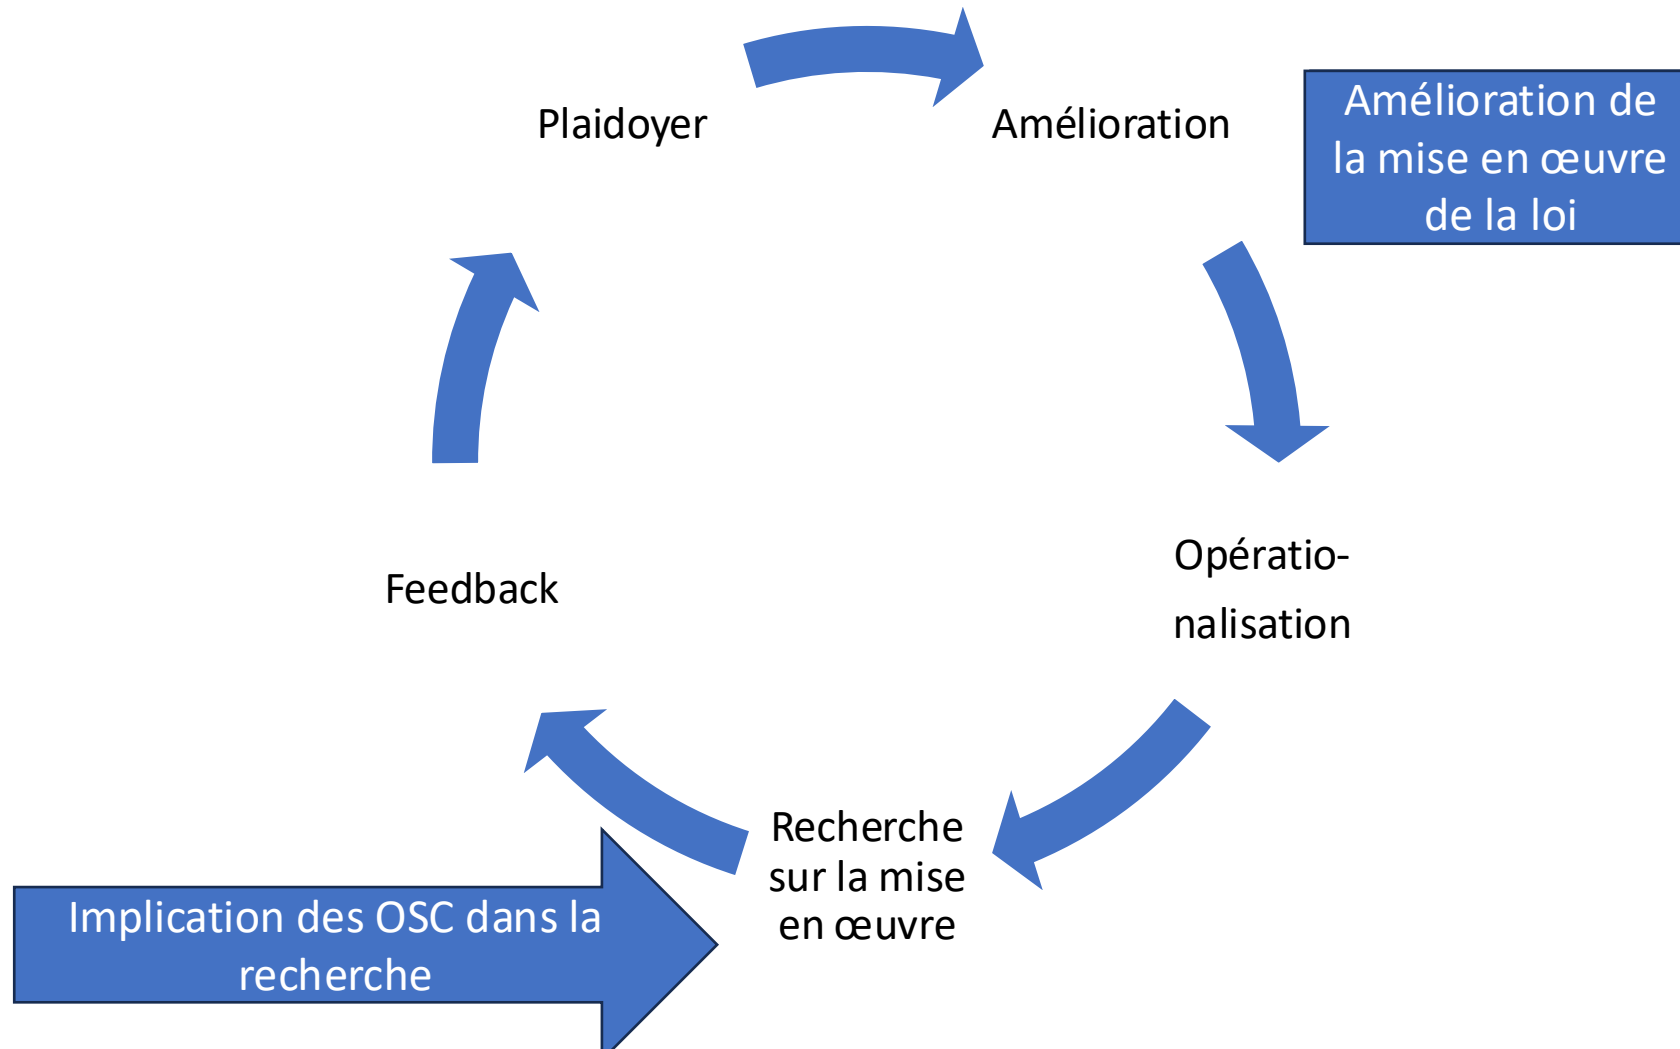 Plaidoyer
Amélioration
Amélioration de
la mise en œuvre
de la loi
Opératio-
nalisation
Feedback
Recherche
sur la mise
en œuvre
Implication des OSC dans la
recherche